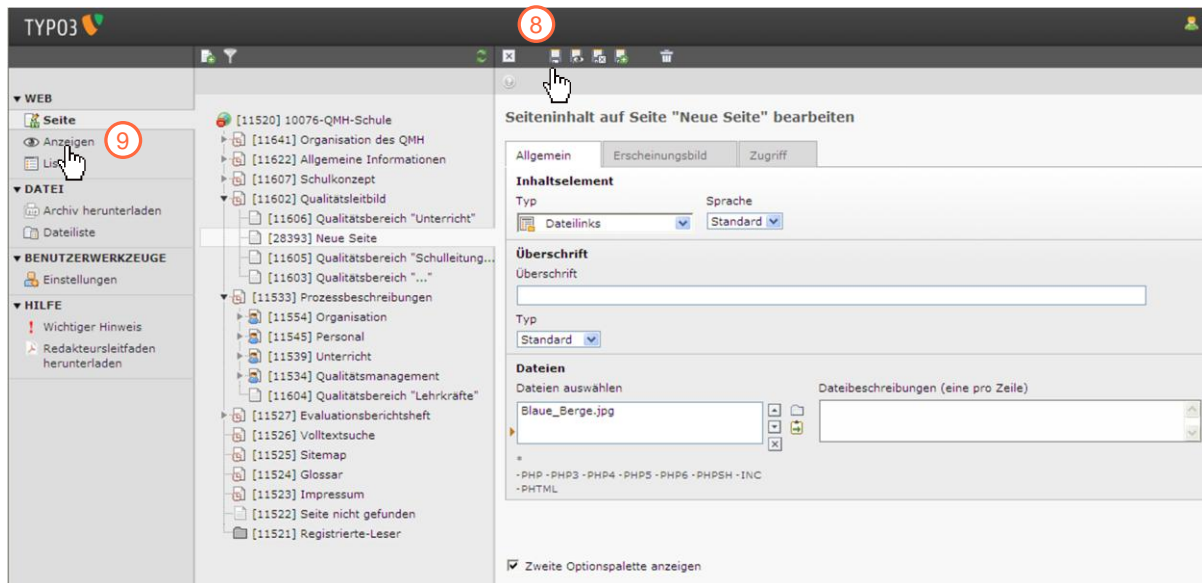 TYPO3
8
WEB
Seite
Anzeigen
9
DATEI
Archiv herunterladen
Dateiliste
BENUTZERWERKZEUGE
Einstellungen
HILFE
Wichtiger Hinweis
Redakteursleitfaden
herunterladen
[11520] 10076-QMH-Schule
[11641] Organisation des QMH
[11622] Allgemeine Informationen
[11607] Schulkonzept
[11602] Qualitätsleitbild
[11606] Qualitätsbereich "Unterricht"
[28393] Neue Seite
[11605] Qualitätsbereich "Schulleitung...
[11603] Qualitätsbereich "..."
[11533] Prozessbeschreibungen
[11554] Organisation
[11545] Personal
[11539] Unterricht
[11534] Qualitätsmanagement
[11604] Qualitätsbereich "Lehrkräfte"
[11527] Evaluationsberichtsheft
[11526] Volltextsuche
[11525] Sitemap
[11524] Glossar
[11523] Impressum
[11522] Seite nicht gefunden
[11521] Registrierte-Leser
Seiteninhalt auf Seite "Neue Seite" bearbeiten
Allgemein Erscheinungsbild Zugriff
Inhaltselement
Typ Sprache
Dateilinks Standard
Überschrift
Überschrift
Typ
Standard
Dateien
Dateien auswählen Dateibeschreibungen (eine pro Zeile)
Blaue_Berge.jpg
*
-PHP -PHP3 -PHP4 -PHP5 -PHP6 -PHPSH -INC
-PHTML
Zweite Optionspalette anzeigen